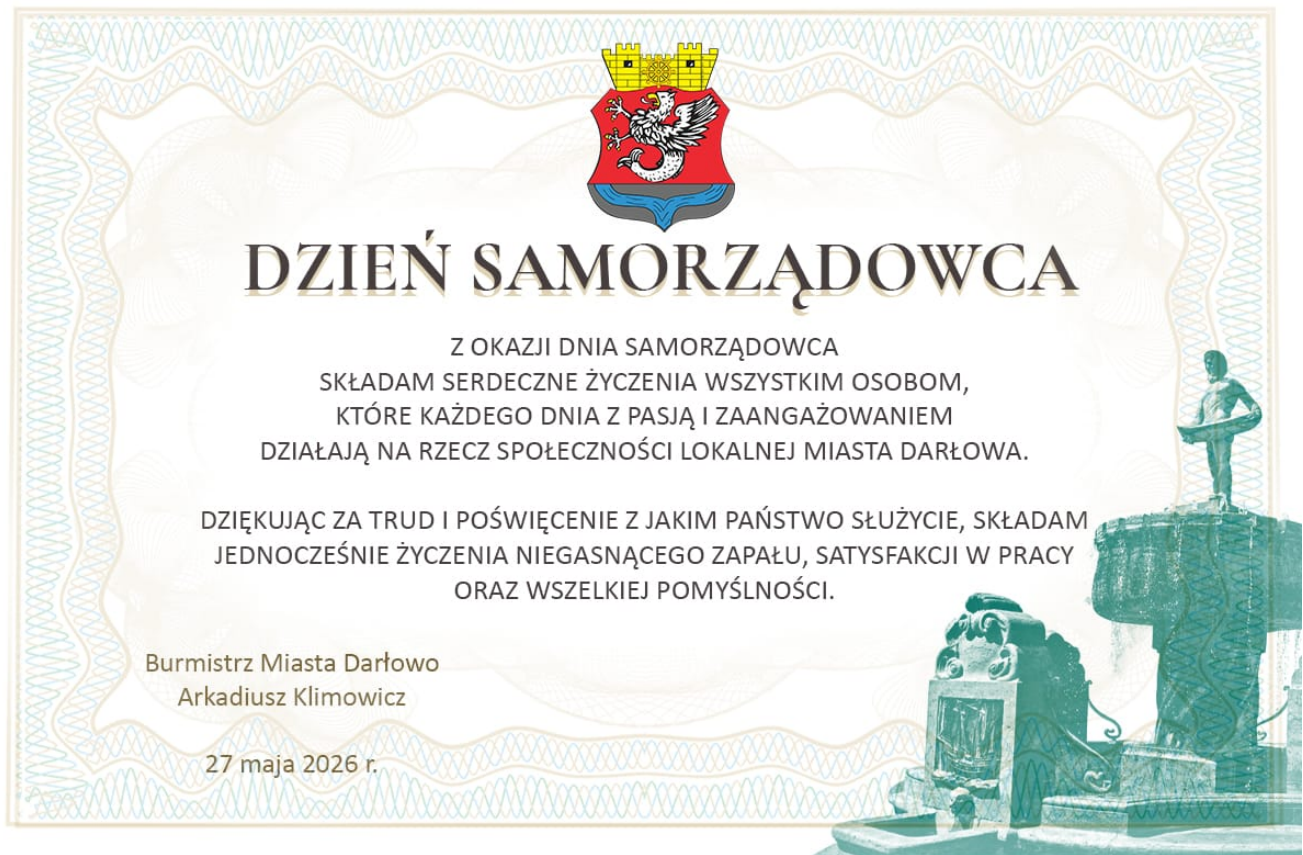 DZIEŃ SAMORZĄDOWCA
Z OKAZJI DNIA SAMORZĄDOWCA
SKŁADAM SERDECZNE ŻYCZENIA WSZYSTKIM OSOBOM,
KTÓRE KAŻDEGO DNIA Z PASJĄ I ZAANGAŻOWANIEM
DZIAŁAJĄ NA RZECZ SPOŁECZNOŚCI LOKALNEJ MIASTA DARŁOWA.
DZIĘKUJĄC ZA TRUD I POŚWIĘCENIE Z JAKIM PAŃSTWO SŁUŻYCIE, SKŁADAM
JEDNOCZEŚNIE ŻYCZENIA NIEGASNĄCEGO ZAPAŁU, SATYSFAKCJI W PRACY
ORAZ WSZELKIEJ POMYŚLNOŚCI.
Burmistrz Miasta Darłowo
Arkadiusz Klimowicz
27 maja 2026 r.